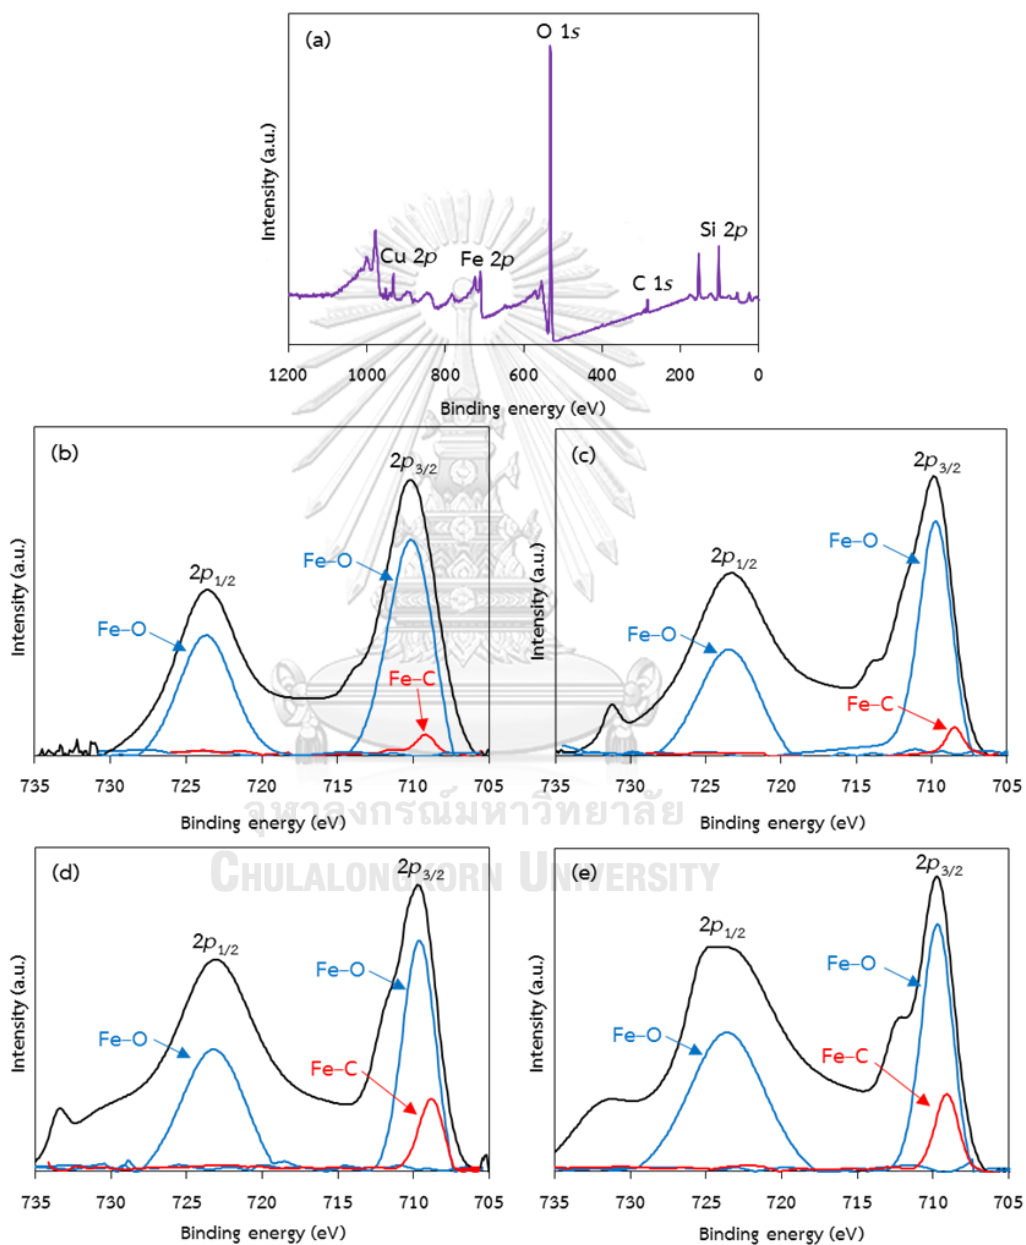 (a)
O 1s
Cu 2p
Fe 2p
C 1s
Si 2p
Intensity (a.u.)
1200 1000 800 600 400 200 0
Binding energy (eV)
(b)
2p3/2
2p1/2
Fe–O
Fe–O
Fe–C
Intensity (a.u.)
735 730 725 720 715 710 705
Binding energy (eV)
(c)
2p3/2
2p1/2
Fe–O
Fe–O
Fe–C
Intensity (a.u.)
735 730 725 720 715 710 705
Binding energy (eV)
จุฬาลงกรณ์มหาวิทยาลัย
CHULALONGKORN UNIVERSITY
(d)
2p3/2
2p1/2
Fe–O
Fe–O
Fe–C
Intensity (a.u.)
735 730 725 720 715 710 705
Binding energy (eV)
(e)
2p3/2
2p1/2
Fe–O
Fe–O
Fe–C
Intensity (a.u.)
735 730 725 720 715 710 705
Binding energy (eV)